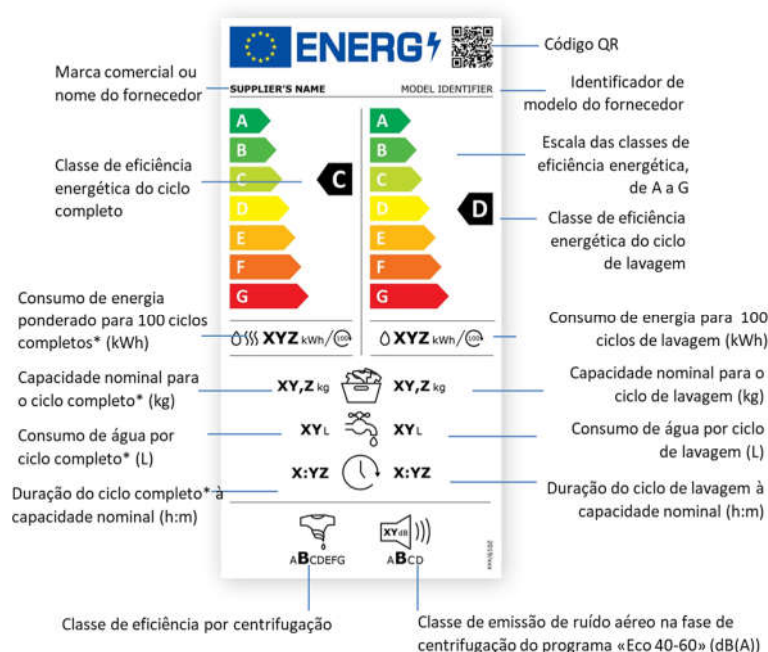 ENERG
Código QR
Marca comercial ou
nome do fornecedor
SUPPLIER'S NAME
MODEL IDENTIFIER
Identificador de
modelo do fornecedor
A
B
C
D
E
F
G
C
A
B
C
D
E
F
G
D
Classe de eficiência
energética do ciclo
completo
Escala das classes de
eficiência energética,
de A a G
Classe de eficiência
energética do ciclo
de lavagem
Consumo de energia
ponderado para 100 ciclos
completos* (kWh)
XYZ kWh/100
XYZ kWh/100
Consumo de energia para 100
ciclos de lavagem (kWh)
Capacidade nominal para
o ciclo completo* (kg)
XY,Z kg
XY,Z kg
Capacidade nominal para o
ciclo de lavagem (kg)
Consumo de água por
ciclo completo* (L)
XY L
XY L
Consumo de água por ciclo
de lavagem (L)
Duração do ciclo completo* à
capacidade nominal (h:m)
X:YZ
X:YZ
Duração do ciclo de lavagem à
capacidade nominal (h:m)
ABCDEFG
XY dB
ABCD
Classe de eficiência por centrifugação
Classe de emissão de ruído aéreo na fase de
centrifugação do programa «Eco 40-60» (dB(A))